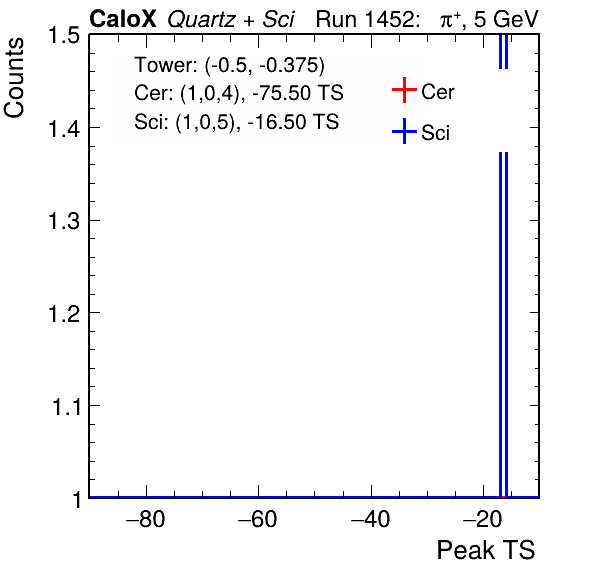 CaloX Quartz + Sci Run 1452: π⁺, 5 GeV
Counts
Tower: (-0.5, -0.375)
Cer: (1,0,4), -75.50 TS
Sci: (1,0,5), -16.50 TS
Cer
Sci
1.5
1.4
1.3
1.2
1.1
1
−80 −60 −40 −20
Peak TS